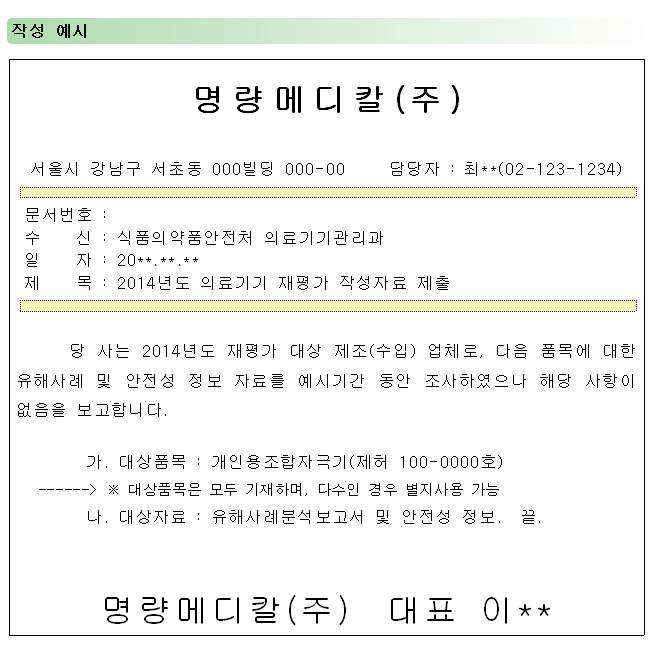 작성 예시
명량메디칼(주)
서울시 강남구 서초동 000빌딩 000-00 담당자 : 최**(02-123-1234)
문서번호 :
수 신 : 식품의약품안전처 의료기기관리과
일 자 : 20**.**.**
제 목 : 2014년도 의료기기 재평가 작성자료 제출
당 사는 2014년도 재평가 대상 제조(수입) 업체로, 다음 품목에 대한
유해사례 및 안전성 정보 자료를 예시기간 동안 조사하였으나 해당 사항이
없음을 보고합니다.
가. 대상품목 : 개인용조합자극기(제허 100-0000호)
------> ※ 대상품목은 모두 기재하며, 다수인 경우 별지사용 가능
나. 대상자료 : 유해사례분석보고서 및 안전성 정보. 끝.
명량메디칼(주) 대표 이**